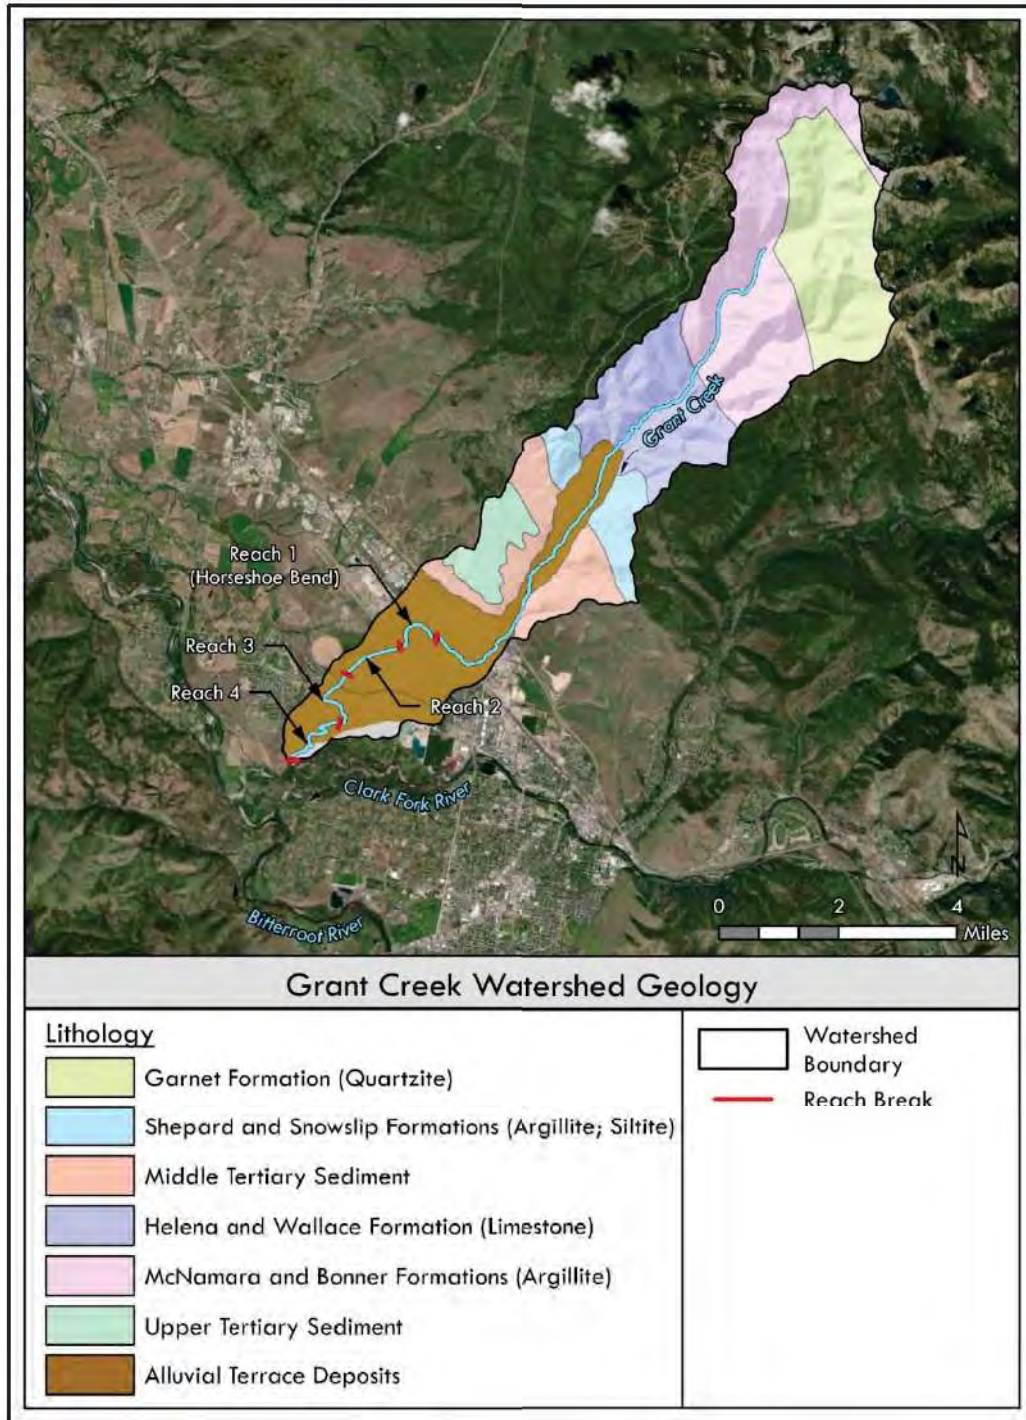 Grant Creek
Reach 1
(Horseshoe Bend)
Reach 3
Reach 4
Reach 2
Clark Fork River
N
Bitterroot River
0 2 4
Miles
Grant Creek Watershed Geology
Lithology
Garnet Formation (Quartzite)
Shepard and Snowslip Formations (Argillite; Siltite)
Middle Tertiary Sediment
Helena and Wallace Formation (Limestone)
McNamara and Bonner Formations (Argillite)
Upper Tertiary Sediment
Alluvial Terrace Deposits
Watershed
Boundary
Reach Break